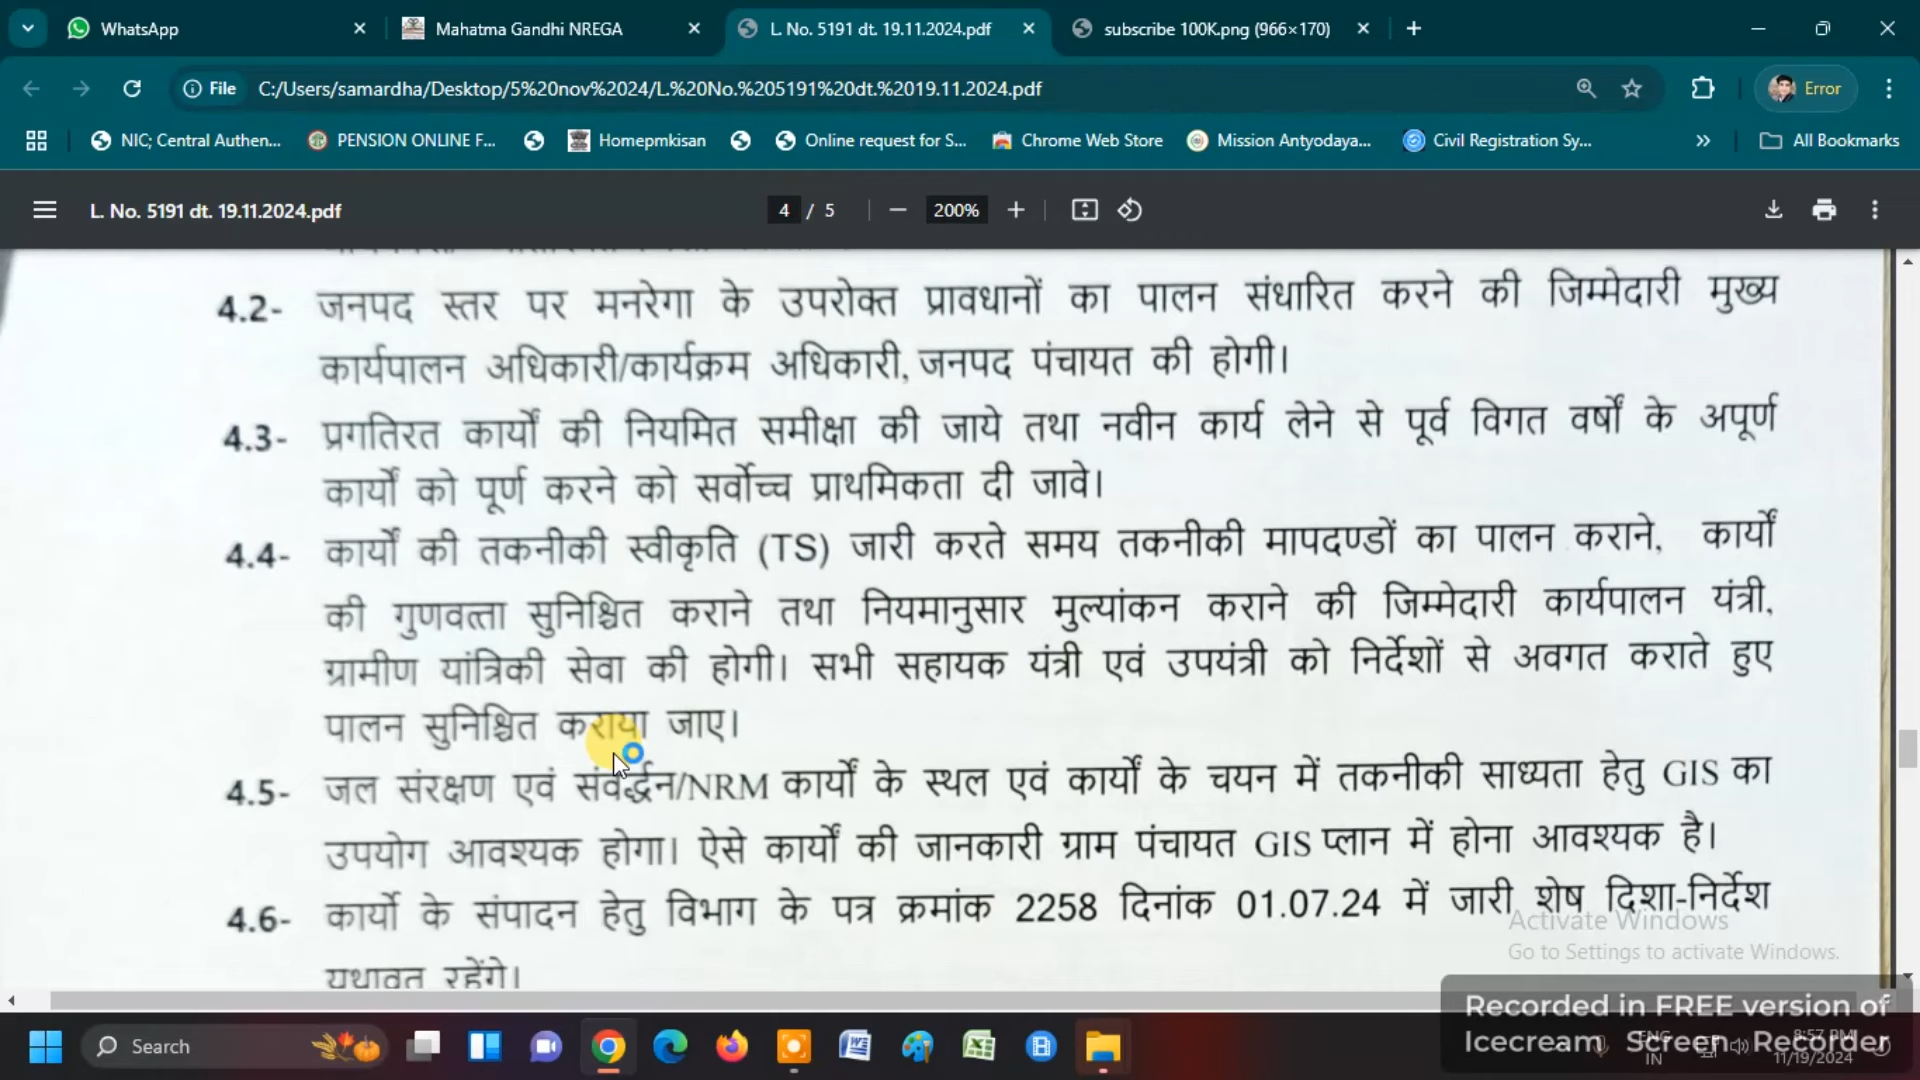 WhatsApp
Mahatma Gandhi NREGA
L. No. 5191 dt. 19.11.2024.pdf
subscribe 100K.png (966×170)
File
C:/Users/samardha/Desktop/5%20nov%2024/L.%20No.%205191%20dt.%2019.11.2024.pdf
Error
NIC; Central Authen...
PENSION ONLINE F...
Homepmkisan
Online request for S...
Chrome Web Store
Mission Antyodaya...
Civil Registration Sy...
All Bookmarks
L. No. 5191 dt. 19.11.2024.pdf
4 / 5
200%
4.2- जनपद स्तर पर मनरेगा के उपरोक्त प्रावधानों का पालन संधारित करने की जिम्मेदारी मुख्य
कार्यपालन अधिकारी/कार्यक्रम अधिकारी, जनपद पंचायत की होगी।
4.3- प्रगतिरत कार्यों की नियमित समीक्षा की जाये तथा नवीन कार्य लेने से पूर्व विगत वर्षों के अपूर्ण
कार्यों को पूर्ण करने को सर्वोच्च प्राथमिकता दी जावे।
4.4- कार्यों की तकनीकी स्वीकृति (TS) जारी करते समय तकनीकी मापदण्डों का पालन कराने, कार्यों
की गुणवत्ता सुनिश्चित कराने तथा नियमानुसार मुल्यांकन कराने की जिम्मेदारी कार्यपालन यंत्री,
ग्रामीण यांत्रिकी सेवा की होगी। सभी सहायक यंत्री एवं उपयंत्री को निर्देशों से अवगत कराते हुए
पालन सुनिश्चित कराया जाए।
4.5- जल संरक्षण एवं संवर्द्धन/NRM कार्यों के स्थल एवं कार्यों के चयन में तकनीकी साध्यता हेतु GIS का
उपयोग आवश्यक होगा। ऐसे कार्यों की जानकारी ग्राम पंचायत GIS प्लान में होना आवश्यक है।
4.6- कार्यो के संपादन हेतु विभाग के पत्र क्रमांक 2258 दिनांक 01.07.24 में जारी शेष दिशा-निर्देश
यथावत रहेंगे।
Activate Windows
Go to Settings to activate Windows.
Recorded in FREE version of
Icecream Screen Recorder
Search
ENG
IN
8:57 PM
11/19/2024